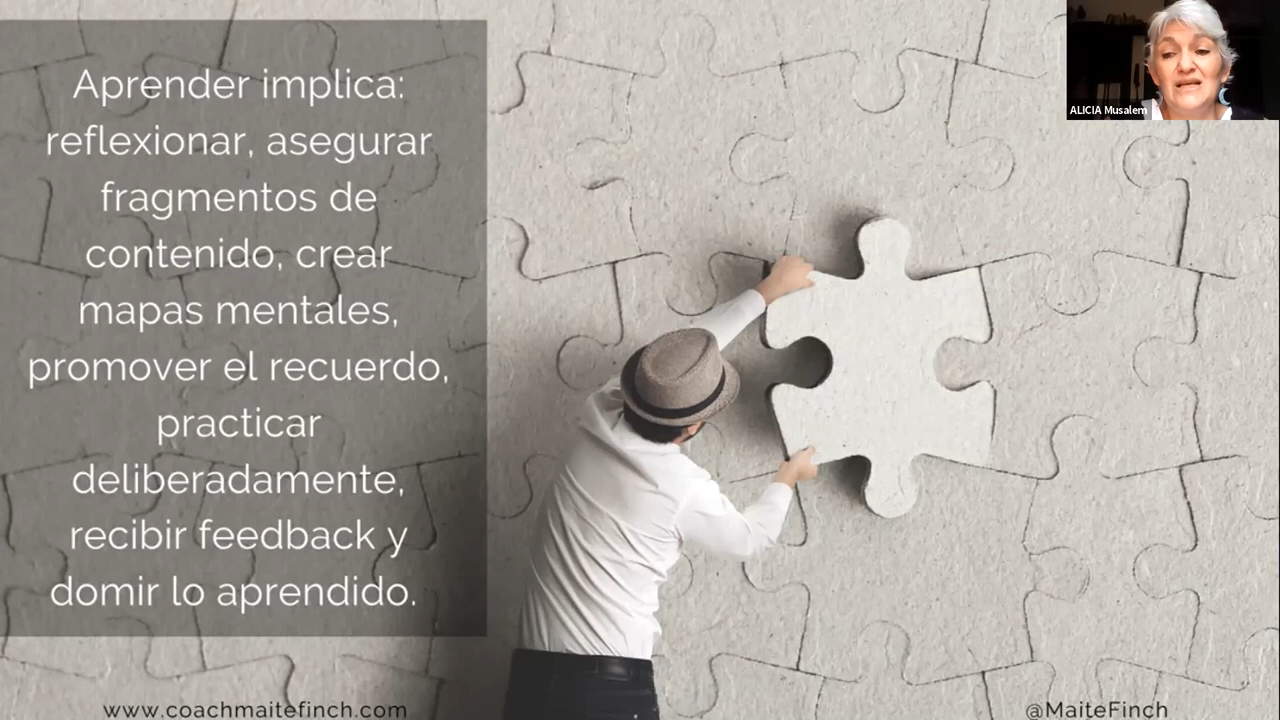 Aprender implica:
reflexionar, asegurar
fragmentos de
contenido, crear
mapas mentales,
promover el recuerdo,
practicar
deliberadamente,
recibir feedback y
domir lo aprendido.
www.coachmaitefinch.com
@MaiteFinch
ALICIA Musalem